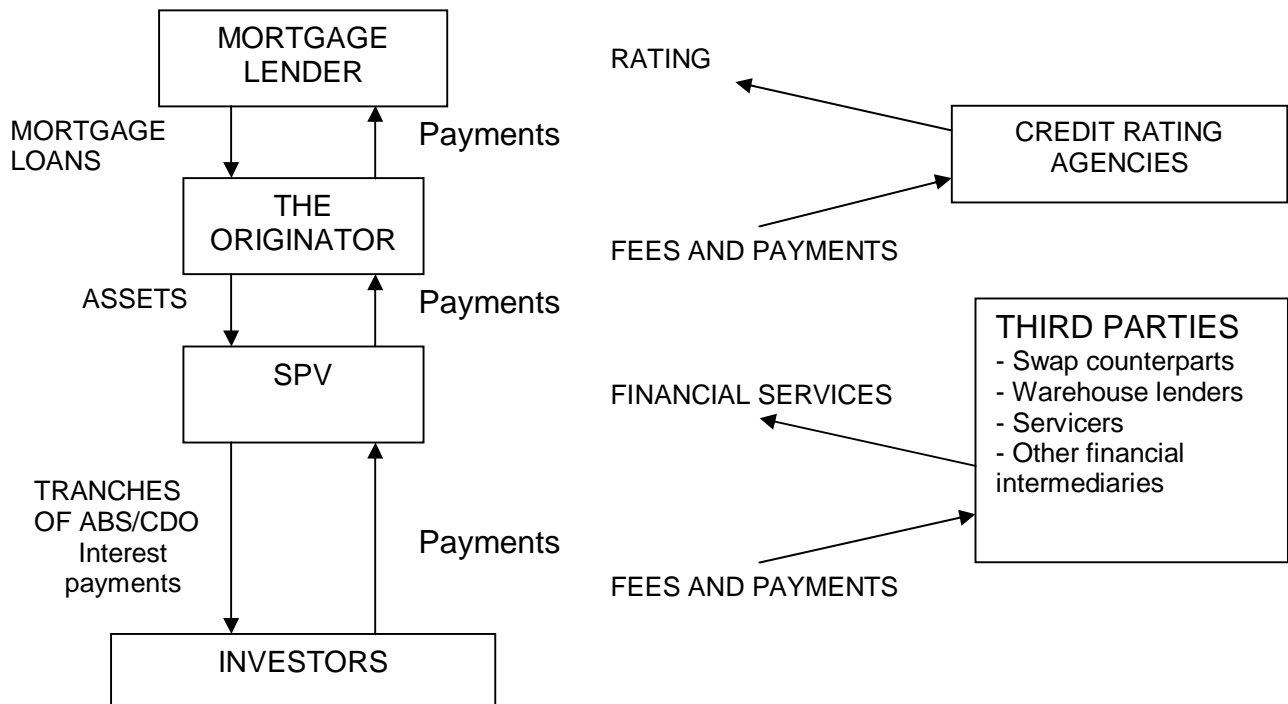 MORTGAGE
LENDER
MORTGAGE
LOANS
Payments
THE
ORIGINATOR
ASSETS
Payments
SPV
TRANCHES
OF ABS/CDO
Interest
payments
Payments
INVESTORS
RATING
CREDIT RATING
AGENCIES
FEES AND PAYMENTS
THIRD PARTIES
- Swap counterparts
- Warehouse lenders
- Servicers
- Other financial
intermediaries
FINANCIAL SERVICES
FEES AND PAYMENTS